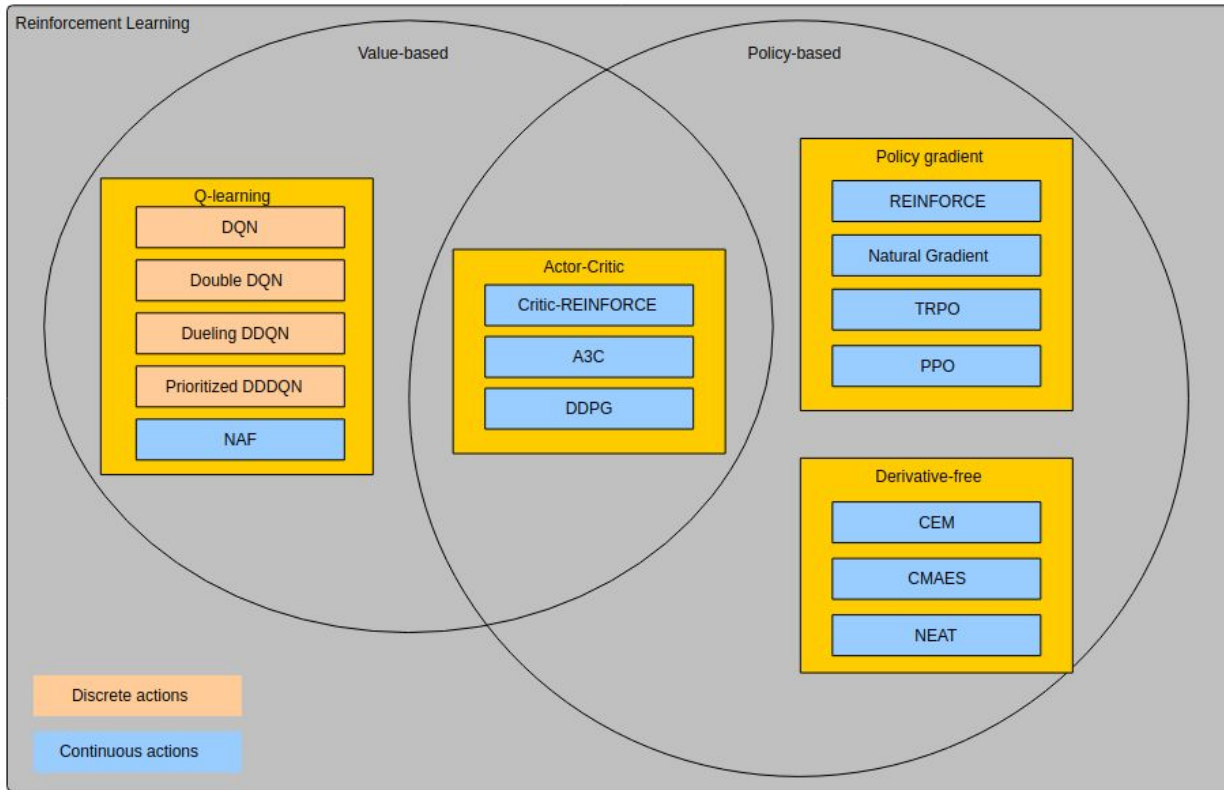 Reinforcement Learning
Value-based
Policy-based
Q-learning
DQN
Double DQN
Dueling DDQN
Prioritized DDDQN
NAF
Actor-Critic
Critic-REINFORCE
A3C
DDPG
Policy gradient
REINFORCE
Natural Gradient
TRPO
PPO
Derivative-free
CEM
CMAES
NEAT
Discrete actions
Continuous actions